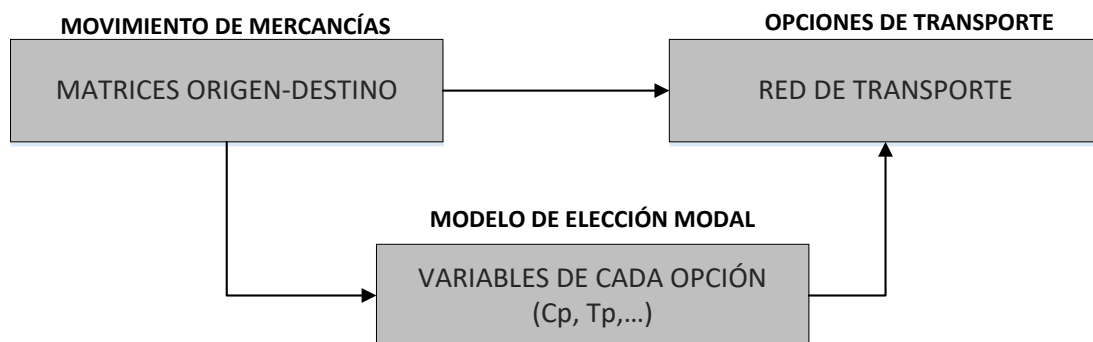 MOVIMIENTO DE MERCANCÍAS
MATRICES ORIGEN-DESTINO
OPCIONES DE TRANSPORTE
RED DE TRANSPORTE
MODELO DE ELECCIÓN MODAL
VARIABLES DE CADA OPCIÓN
(Cp, Tp,...)